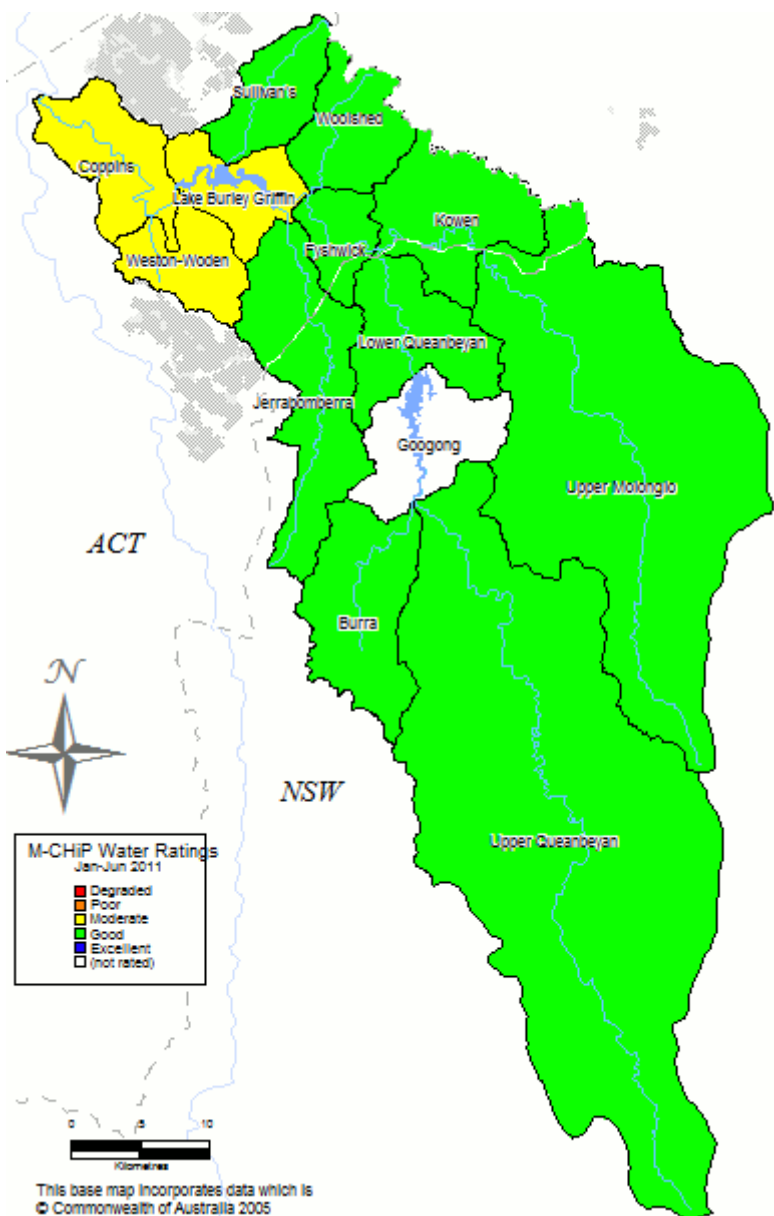 Sullivan's
Woolshed
Coppins
Lake Burley Griffin
Kowen
Fyshwick
Weston-Woden
Lower Queanbeyan
Jerrabomberra
Googong
Upper Molonglo
ACT
Burra
N
NSW
Upper Queanbeyan
M-CHiP Water Ratings
Jan-Jun 2011
Degraded
Poor
Moderate
Good
Excellent
(not rated)
0 5 10
Kilometres
This base map incorporates data which is
© Commonwealth of Australia 2005